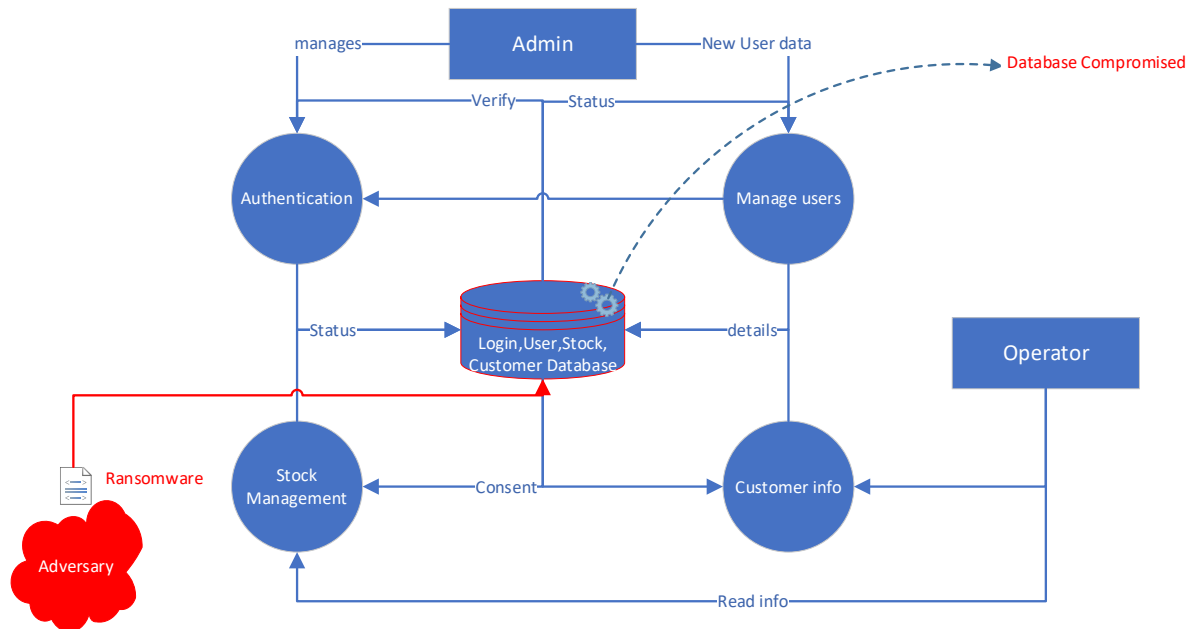 manages
Admin
New User data
Database Compromised
Verify
Status
Authentication
Manage users
Status
Login,User,Stock,
Customer Database
details
Operator
Ransomware
Stock
Management
Consent
Customer info
Adversary
Read info